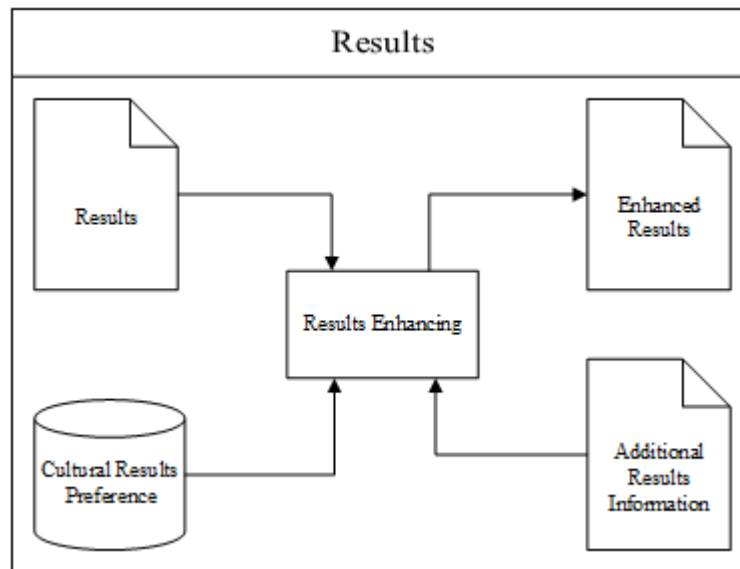 Results
Results
Enhanced
Results
Results Enhancing
Cultural Results
Preference
Additional
Results
Information